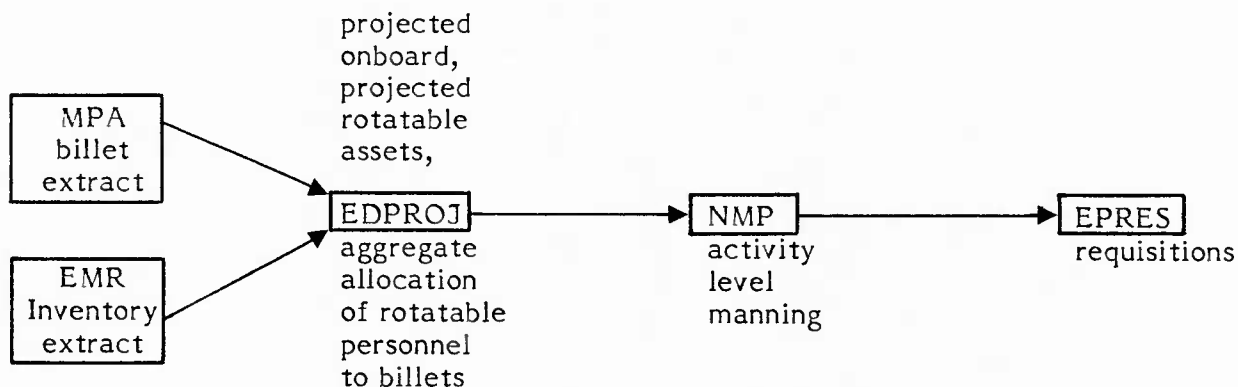 MPA
billet
extract
EMR
Inventory
extract
projected
onboard,
projected
rotatable
assets,
EDPROJ
aggregate
allocation
of rotatable
personnel
to billets
NMP
activity
level
manning
EPRES
requisitions